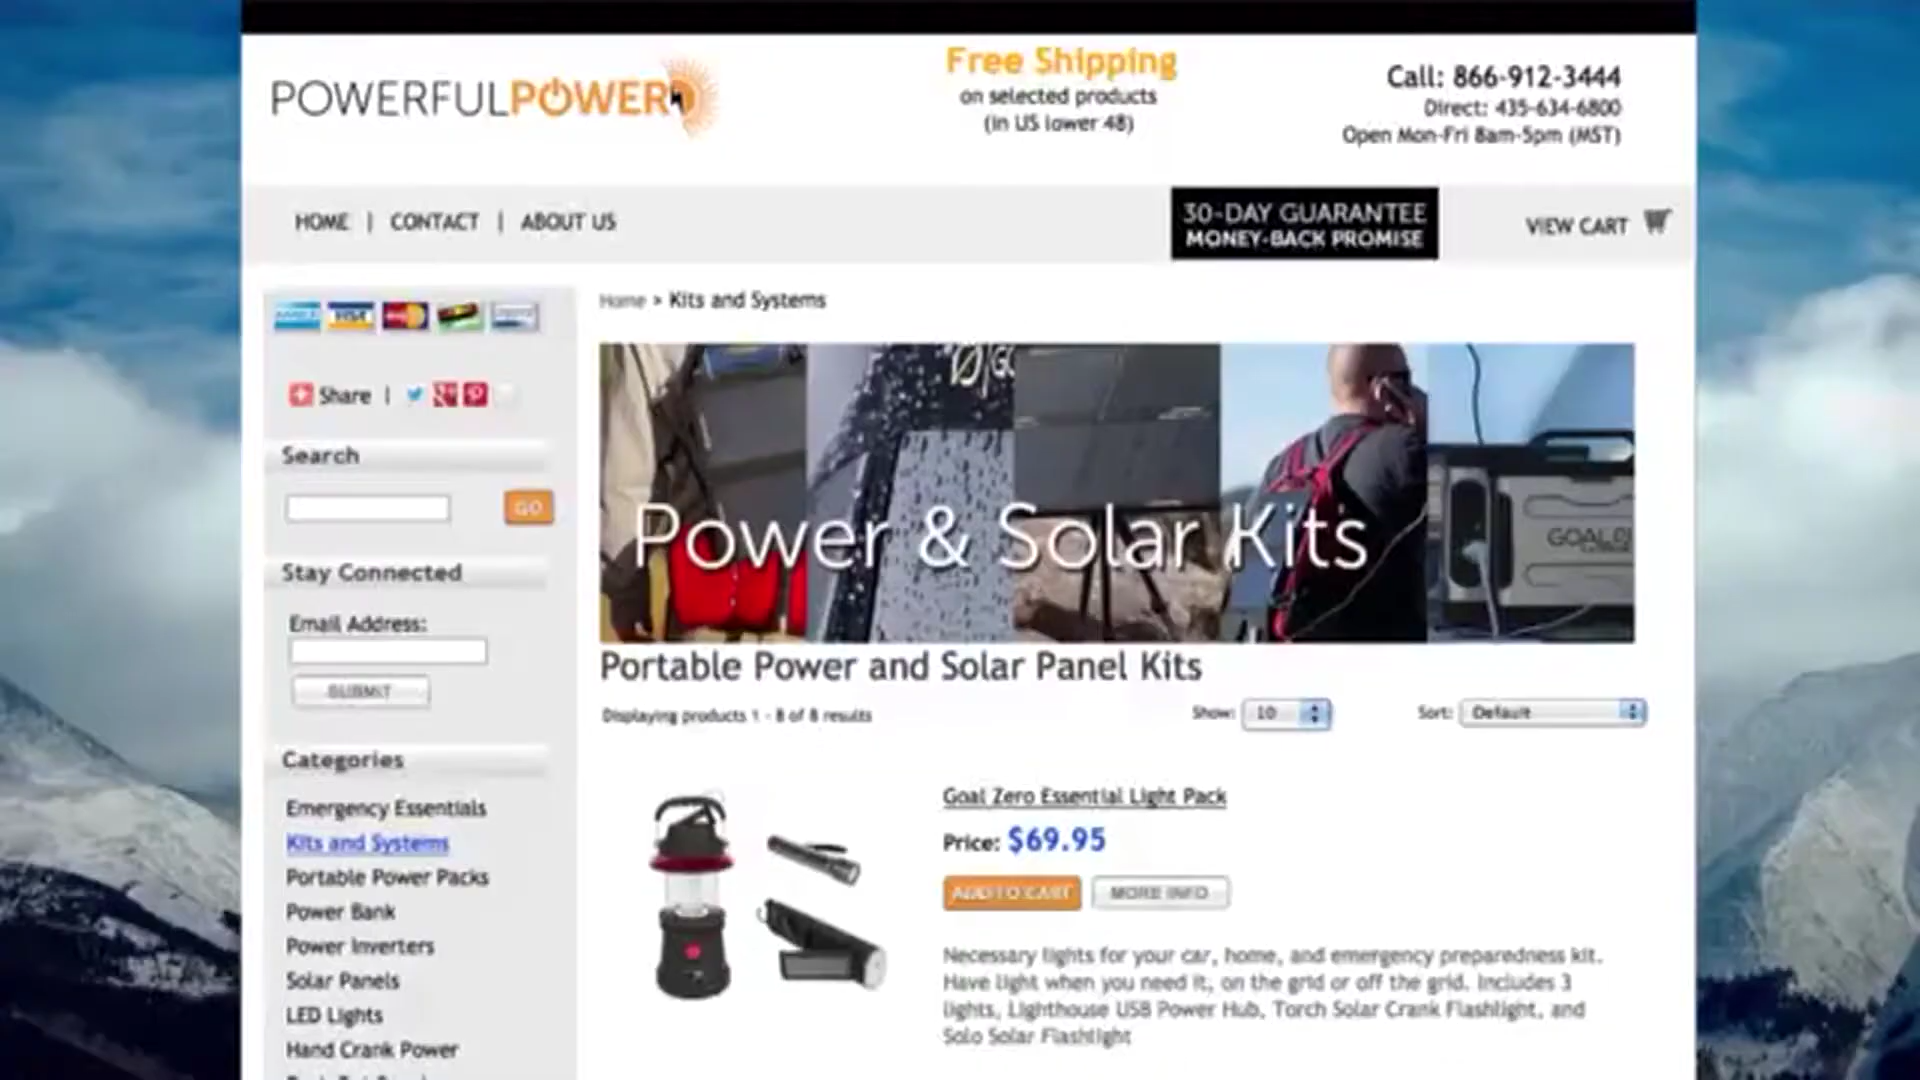 POWERFULPOWER
Free Shipping
on selected products
(in US lower 48)
Call: 866-912-3444
Direct: 435-634-6800
Open Mon-Fri 8am-5pm (MST)
HOME | CONTACT | ABOUT US
30-DAY GUARANTEE
MONEY-BACK PROMISE
VIEW CART
VISA
Share |
Search
GO
Stay Connected
Email Address:
SUBMIT
Categories
Emergency Essentials
Kits and Systems
Portable Power Packs
Power Bank
Power Inverters
Solar Panels
LED Lights
Hand Crank Power
Home > Kits and Systems
Power & Solar Kits
Portable Power and Solar Panel Kits
Displaying products 1 - 8 of 8 results
Show: 10
Sort: Default
Goal Zero Essential Light Pack
Price: $69.95
ADD TO CART
MORE INFO
Necessary lights for your car, home, and emergency preparedness kit.
Have light when you need it, on the grid or off the grid. Includes 3
lights, Lighthouse USB Power Hub, Torch Solar Crank Flashlight, and
Solo Solar Flashlight